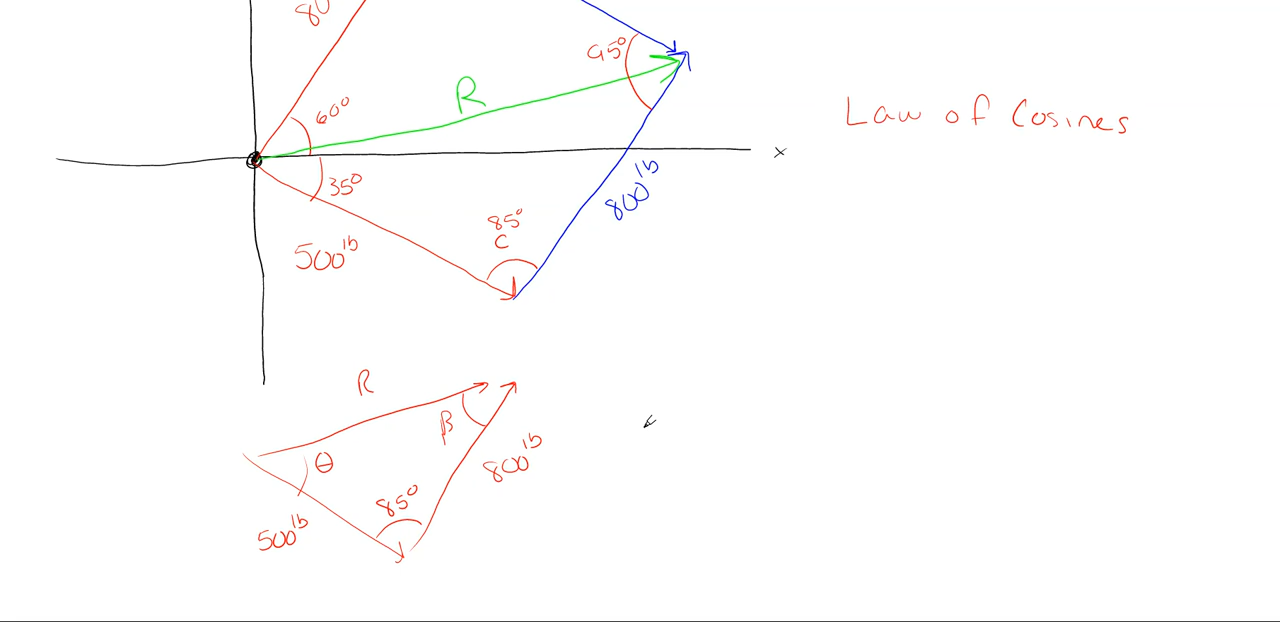 80
95°
R
60°
Law of Cosines
x
35°
800 lb
85°
C
500 lb
R
β
θ
800 lb
85°
500 lb